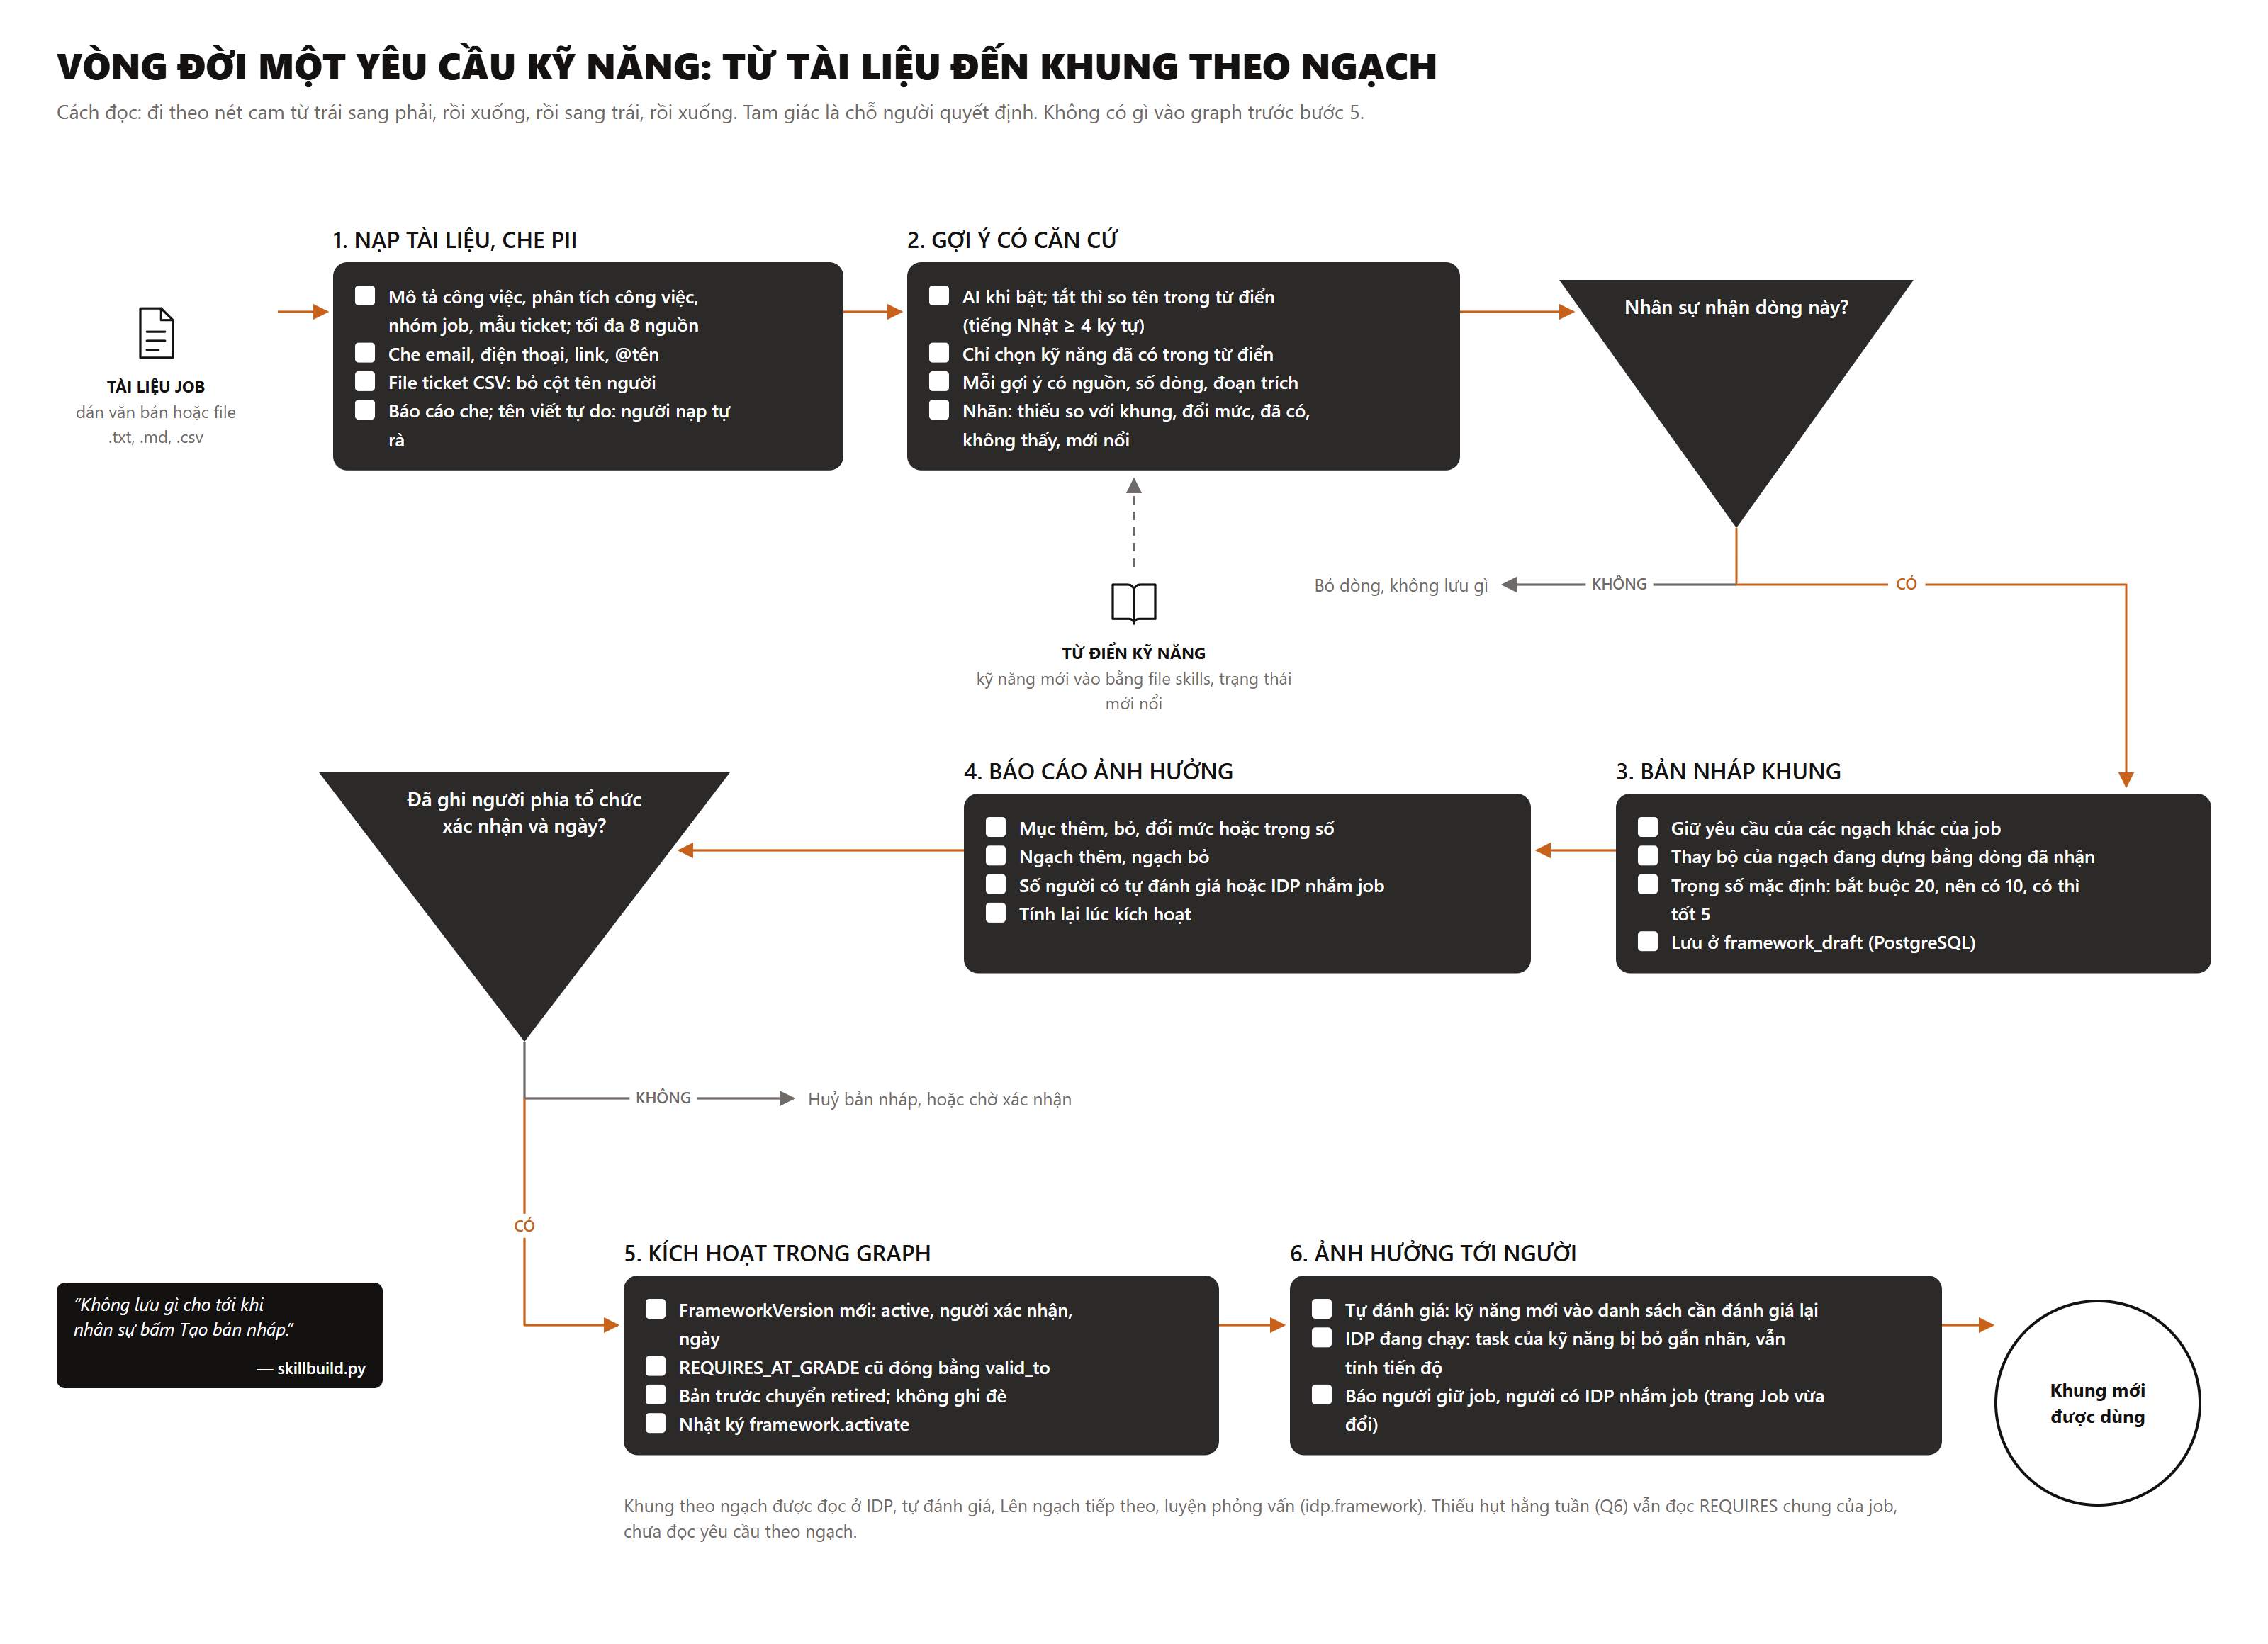 VÒNG ĐỜI MỘT YÊU CẦU KỸ NĂNG: TỪ TÀI LIỆU ĐẾN KHUNG THEO NGẠCH
Cách đọc: đi theo nét cam từ trái sang phải, rồi xuống, rồi sang trái, rồi xuống. Tam giác là chỗ người quyết định. Không có gì vào graph trước bước 5.
TÀI LIỆU JOB
dán văn bản hoặc file
.txt, .md, .csv
1. NẠP TÀI LIỆU, CHE PII
Mô tả công việc, phân tích công việc,
nhóm job, mẫu ticket; tối đa 8 nguồn
Che email, điện thoại, link, @tên
File ticket CSV: bỏ cột tên người
Báo cáo che; tên viết tự do: người nạp tự
rà
2. GỢI Ý CÓ CĂN CỨ
AI khi bật; tắt thì so tên trong từ điển
(tiếng Nhật ≥ 4 ký tự)
Chỉ chọn kỹ năng đã có trong từ điển
Mỗi gợi ý có nguồn, số dòng, đoạn trích
Nhãn: thiếu so với khung, đổi mức, đã có,
không thấy, mới nổi
Nhân sự nhận dòng này?
Bỏ dòng, không lưu gì
KHÔNG
CÓ
TỪ ĐIỂN KỸ NĂNG
kỹ năng mới vào bằng file skills, trạng thái
mới nổi
3. BẢN NHÁP KHUNG
Giữ yêu cầu của các ngạch khác của job
Thay bộ của ngạch đang dựng bằng dòng đã nhận
Trọng số mặc định: bắt buộc 20, nên có 10, có thì
tốt 5
Lưu ở framework_draft (PostgreSQL)
4. BÁO CÁO ẢNH HƯỞNG
Mục thêm, bỏ, đổi mức hoặc trọng số
Ngạch thêm, ngạch bỏ
Số người có tự đánh giá hoặc IDP nhắm job
Tính lại lúc kích hoạt
Đã ghi người phía tổ chức
xác nhận và ngày?
KHÔNG
Huỷ bản nháp, hoặc chờ xác nhận
CÓ
“Không lưu gì cho tới khi
nhân sự bấm Tạo bản nháp.”
— skillbuild.py
5. KÍCH HOẠT TRONG GRAPH
FrameworkVersion mới: active, người xác nhận,
ngày
REQUIRES_AT_GRADE cũ đóng bằng valid_to
Bản trước chuyển retired; không ghi đè
Nhật ký framework.activate
6. ẢNH HƯỞNG TỚI NGƯỜI
Tự đánh giá: kỹ năng mới vào danh sách cần đánh giá lại
IDP đang chạy: task của kỹ năng bị bỏ gắn nhãn, vẫn
tính tiến độ
Báo người giữ job, người có IDP nhắm job (trang Job vừa
đổi)
Khung mới
được dùng
Khung theo ngạch được đọc ở IDP, tự đánh giá, Lên ngạch tiếp theo, luyện phỏng vấn (idp.framework). Thiếu hụt hằng tuần (Q6) vẫn đọc REQUIRES chung của job,
chưa đọc yêu cầu theo ngạch.